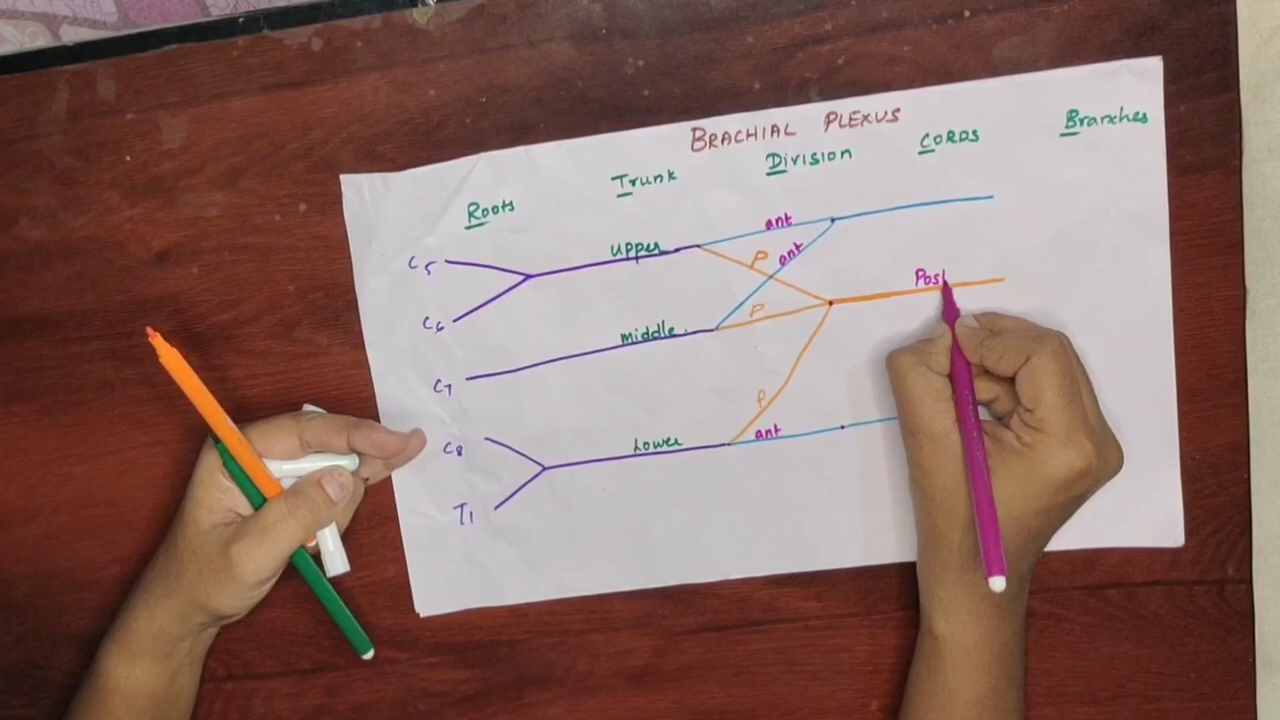 BRACHIAL PLEXUS
Roots Trunk Division CORDS Branches
C5 upper ant
P ant
C6 middle P Post
C7
P
C8 Lower ant
T1